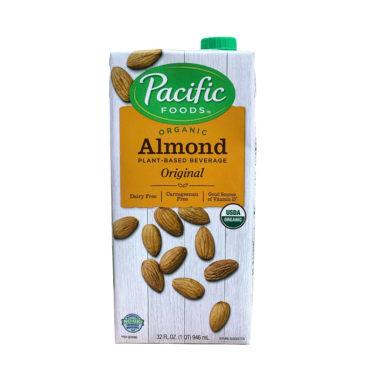 Pacific
FOODS™
ORGANIC
Almond
PLANT-BASED BEVERAGE
Original
Dairy Free
Carrageenan Free
Good Source of Vitamin D
USDA
ORGANIC
32 FL. OZ. (1 QT) 946 mL